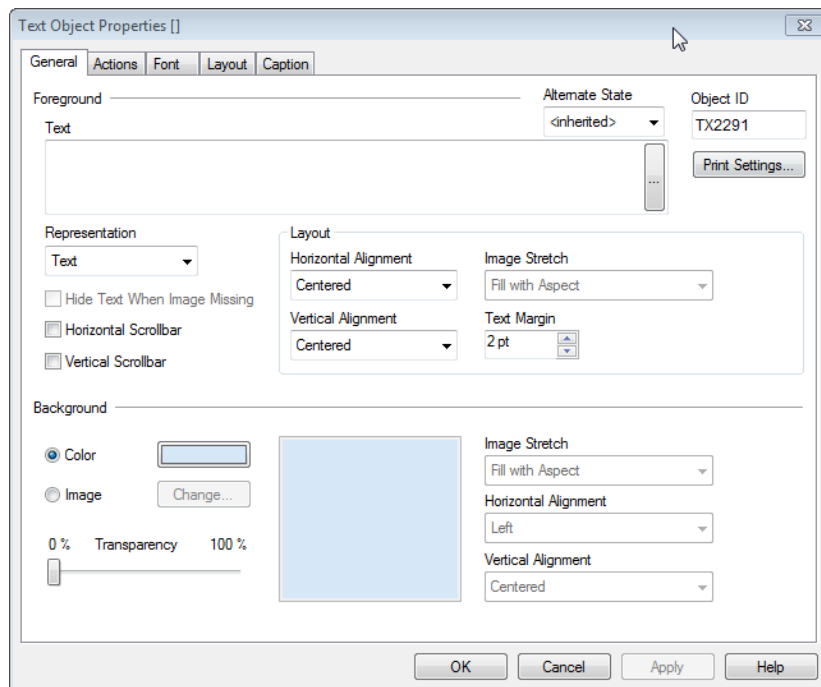 Text Object Properties []
General Actions Font Layout Caption
Foreground
Alternate State
Object ID
<inherited>
TX2291
Text
...
Print Settings...
Representation
Text
Hide Text When Image Missing
Horizontal Scrollbar
Vertical Scrollbar
Layout
Horizontal Alignment
Image Stretch
Centered
Fill with Aspect
Vertical Alignment
Text Margin
Centered
2 pt
Background
Color
Image
Change...
0 % Transparency 100 %
Image Stretch
Fill with Aspect
Horizontal Alignment
Left
Vertical Alignment
Centered
OK Cancel Apply Help